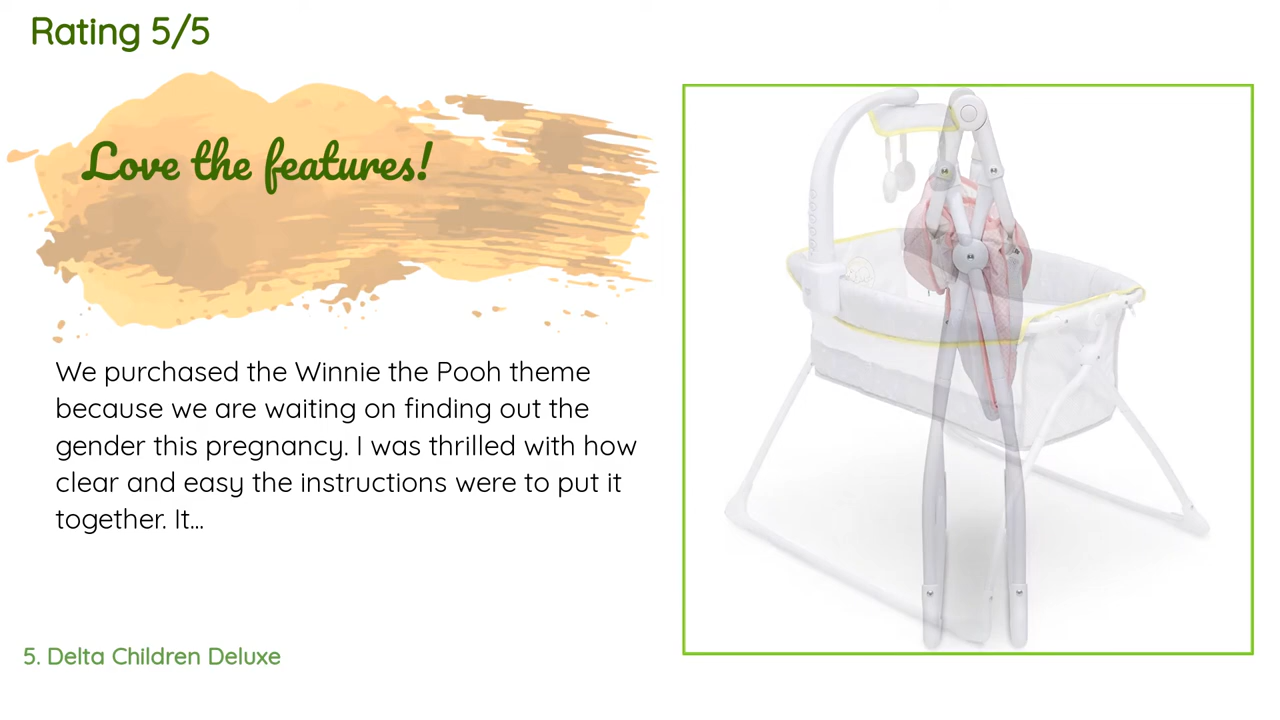 Rating 5/5
Love the features!
We purchased the Winnie the Pooh theme
because we are waiting on finding out the
gender this pregnancy. I was thrilled with how
clear and easy the instructions were to put it
together. It...
5. Delta Children Deluxe